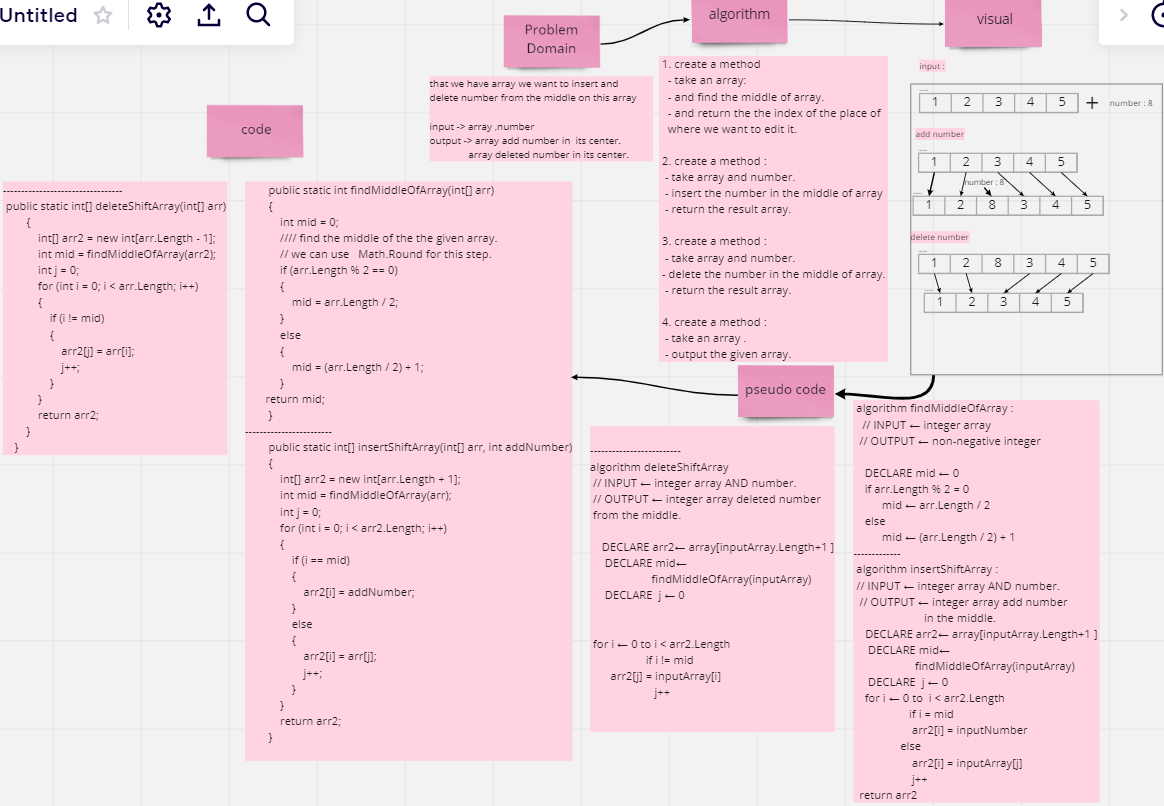 Untitled
Problem
Domain
algorithm
visual
that we have array we want to insert and
delete number from the middle on this array
input -> array ,number
output -> array add number in its center.
array deleted number in its center.
1. create a method
- take an array:
- and find the middle of array.
- and return the the index of the place of
where we want to edit it.
2. create a method :
- take array and number.
- insert the number in the middle of array
- return the result array.
3. create a method :
- take array and number.
- delete the number in the middle of array.
- return the result array.
4. create a method :
- take an array .
- output the given array.
input :
1 2 3 4 5 + number : 8
add number
1 2 3 4 5
number : 8
1 2 8 3 4 5
delete number
1 2 8 3 4 5
1 2 3 4 5
code
---------------------------------
public static int[] deleteShiftArray(int[] arr)
{
int[] arr2 = new int[arr.Length - 1];
int mid = findMiddleOfArray(arr2);
int j = 0;
for (int i = 0; i < arr.Length; i++)
{
if (i != mid)
{
arr2[j] = arr[i];
j++;
}
}
return arr2;
}
}
public static int findMiddleOfArray(int[] arr)
{
int mid = 0;
//// find the middle of the the given array.
// we can use Math.Round for this step.
if (arr.Length % 2 == 0)
{
mid = arr.Length / 2;
}
else
{
mid = (arr.Length / 2) + 1;
}
return mid;
}
------------------------
public static int[] insertShiftArray(int[] arr, int addNumber)
{
int[] arr2 = new int[arr.Length + 1];
int mid = findMiddleOfArray(arr);
int j = 0;
for (int i = 0; i < arr2.Length; i++)
{
if (i == mid)
{
arr2[i] = addNumber;
}
else
{
arr2[i] = arr[j];
j++;
}
}
return arr2;
}
pseudo code
-------------------------
algorithm deleteShiftArray
// INPUT ← integer array AND number.
// OUTPUT ← integer array deleted number
from the middle.
DECLARE arr2← array[inputArray.Length+1 ]
DECLARE mid←
findMiddleOfArray(inputArray)
DECLARE j ← 0
for i ← 0 to i < arr2.Length
if i != mid
arr2[j] = inputArray[i]
j++
algorithm findMiddleOfArray :
// INPUT ← integer array
// OUTPUT ← non-negative integer
DECLARE mid ← 0
if arr.Length % 2 = 0
mid ← arr.Length / 2
else
mid ← (arr.Length / 2) + 1
-------------
algorithm insertShiftArray :
// INPUT ← integer array AND number.
// OUTPUT ← integer array add number
in the middle.
DECLARE arr2← array[inputArray.Length+1 ]
DECLARE mid←
findMiddleOfArray(inputArray)
DECLARE j ← 0
for i ← 0 to i < arr2.Length
if i = mid
arr2[i] = inputNumber
else
arr2[i] = inputArray[j]
j++
return arr2